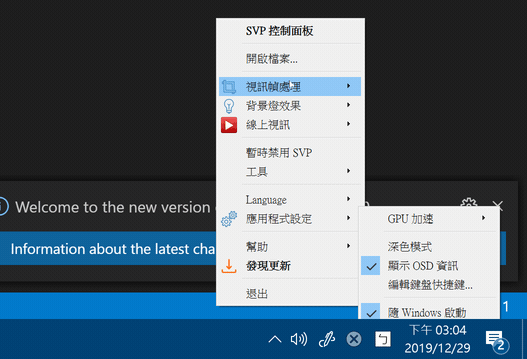 SVP 控制面板
開啟檔案...
視訊幀處理
背景燈效果
線上視訊
暫時禁用 SVP
工具
Language
應用程式設定
幫助
發現更新
退出
Welcome to the new version
Information about the latest cha
GPU 加速
深色模式
顯示 OSD 資訊
編輯鍵盤快捷鍵...
隨 Windows 啟動
1
下午 03:04
2019/12/29
2